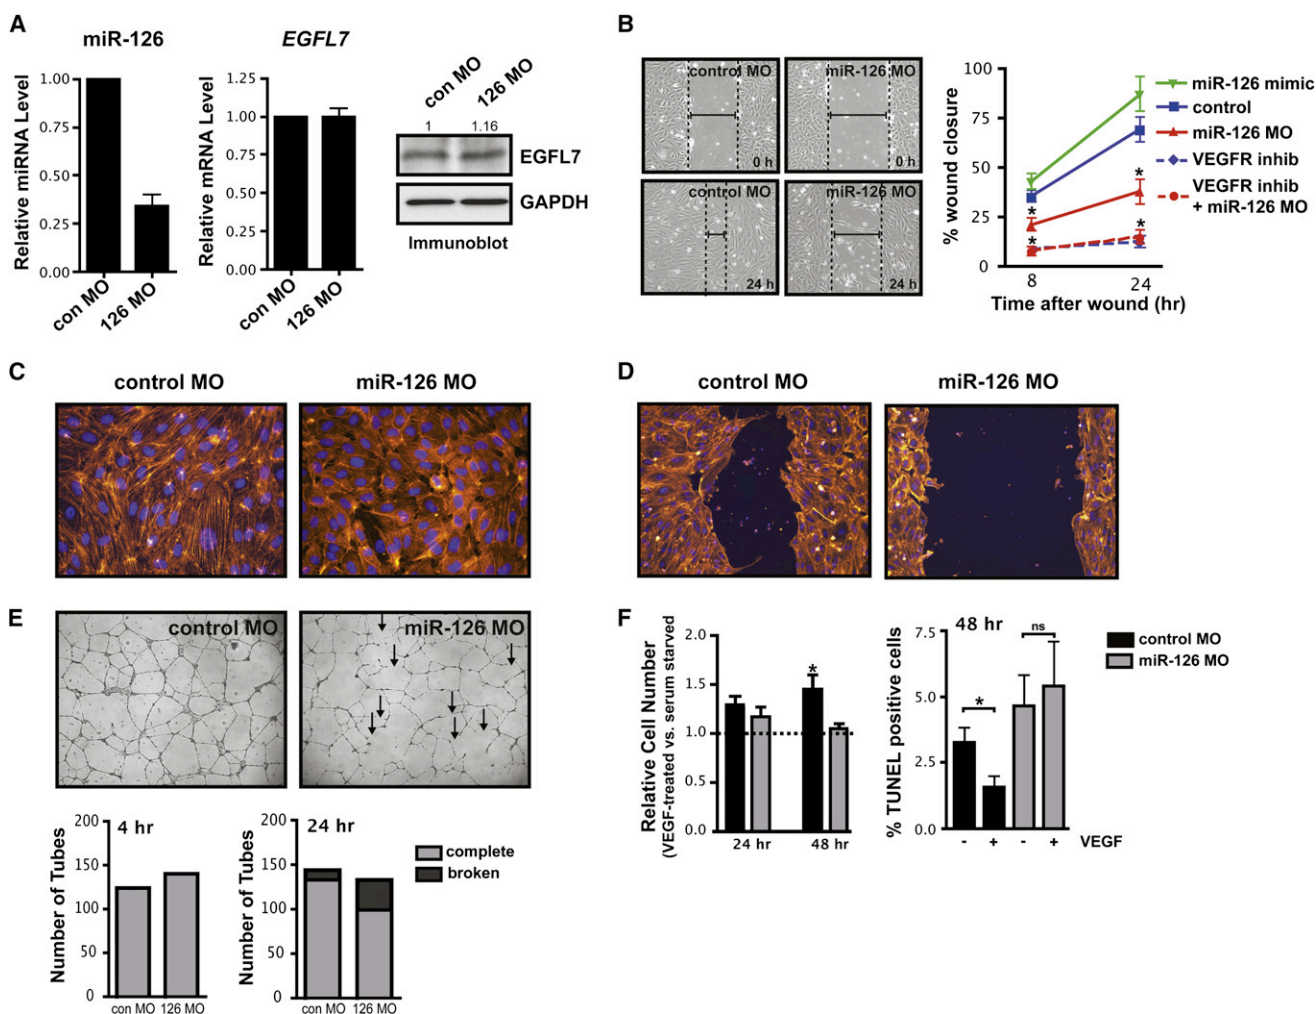 A
miR-126
Relative miRNA Level
1.00
0.75
0.50
0.25
0.00
con MO
126 MO
EGFL7
Relative mRNA Level
1.25
1.00
0.75
0.50
0.25
0.00
con MO
126 MO
con MO
126 MO
1
1.16
EGFL7
GAPDH
Immunoblot
B
control MO
0 h
miR-126 MO
0 h
control MO
24 h
miR-126 MO
24 h
% wound closure
100
75
50
25
0
*
*
*
*
8
24
Time after wound (hr)
miR-126 mimic
control
miR-126 MO
VEGFR inhib
VEGFR inhib
+ miR-126 MO
C
control MO
miR-126 MO
D
control MO
miR-126 MO
E
control MO
miR-126 MO
4 hr
Number of Tubes
200
150
100
50
0
con MO
126 MO
24 hr
Number of Tubes
200
150
100
50
0
con MO
126 MO
complete
broken
F
Relative Cell Number
(VEGF-treated vs. serum starved
2.0
1.5
1.0
0.5
0.0
*
24 hr
48 hr
48 hr
% TUNEL positive cells
7.5
5.0
2.5
0.0
*
ns
- + - + VEGF
control MO
miR-126 MO